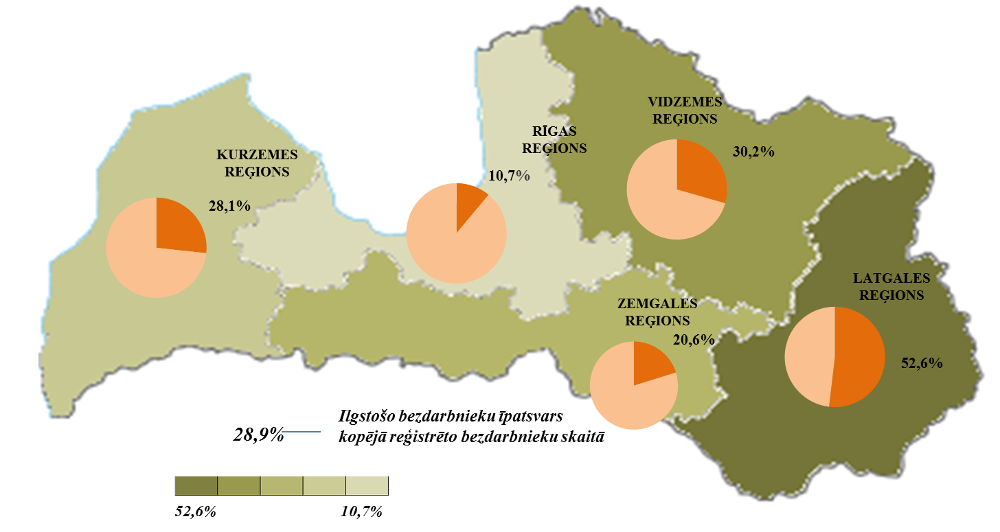 VIDZEMES
REĢIONS
30,2%
RĪGAS
REĢIONS
10,7%
KURZEMES
REĢIONS
28,1%
LATGALES
REĢIONS
52,6%
ZEMGALES
REĢIONS
20,6%
28,9%
Ilgstošo bezdarbnieku īpatsvars
kopējā reģistrēto bezdarbnieku skaitā
52,6%
10,7%